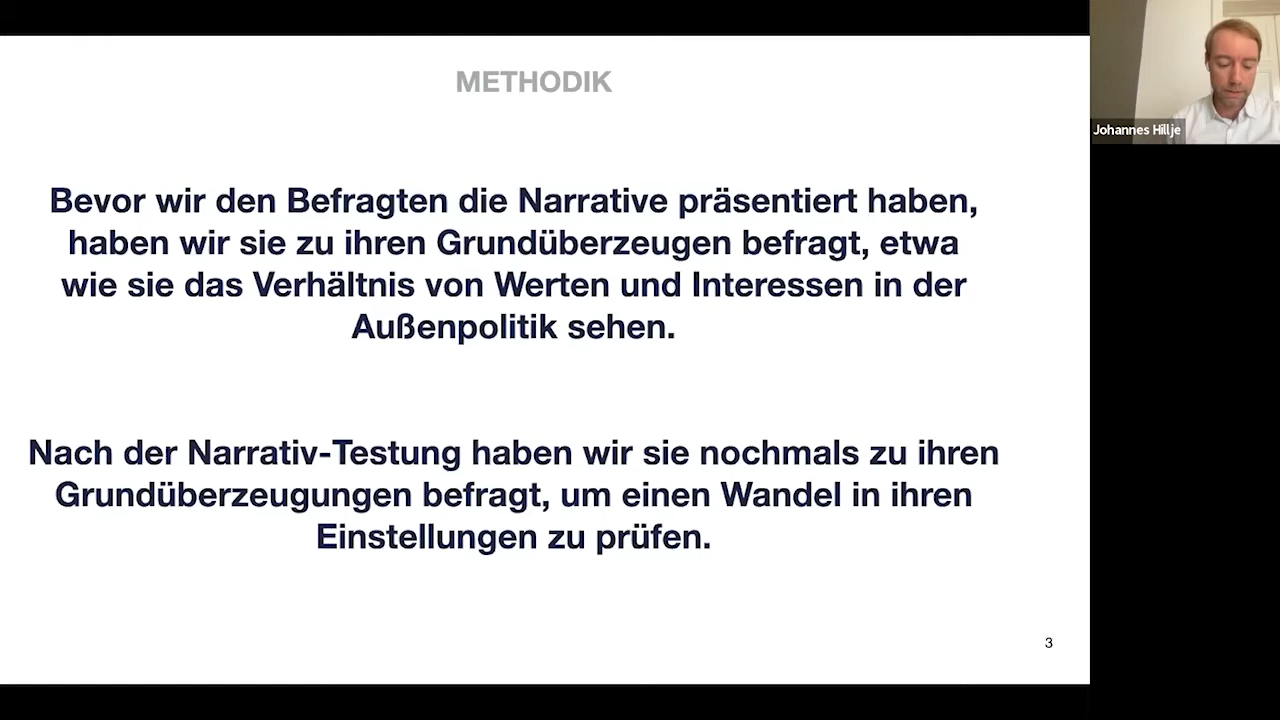 METHODIK
Bevor wir den Befragten die Narrative präsentiert haben,
haben wir sie zu ihren Grundüberzeugen befragt, etwa
wie sie das Verhältnis von Werten und Interessen in der
Außenpolitik sehen.
Nach der Narrativ-Testung haben wir sie nochmals zu ihren
Grundüberzeugungen befragt, um einen Wandel in ihren
Einstellungen zu prüfen.
3
Johannes Hillje